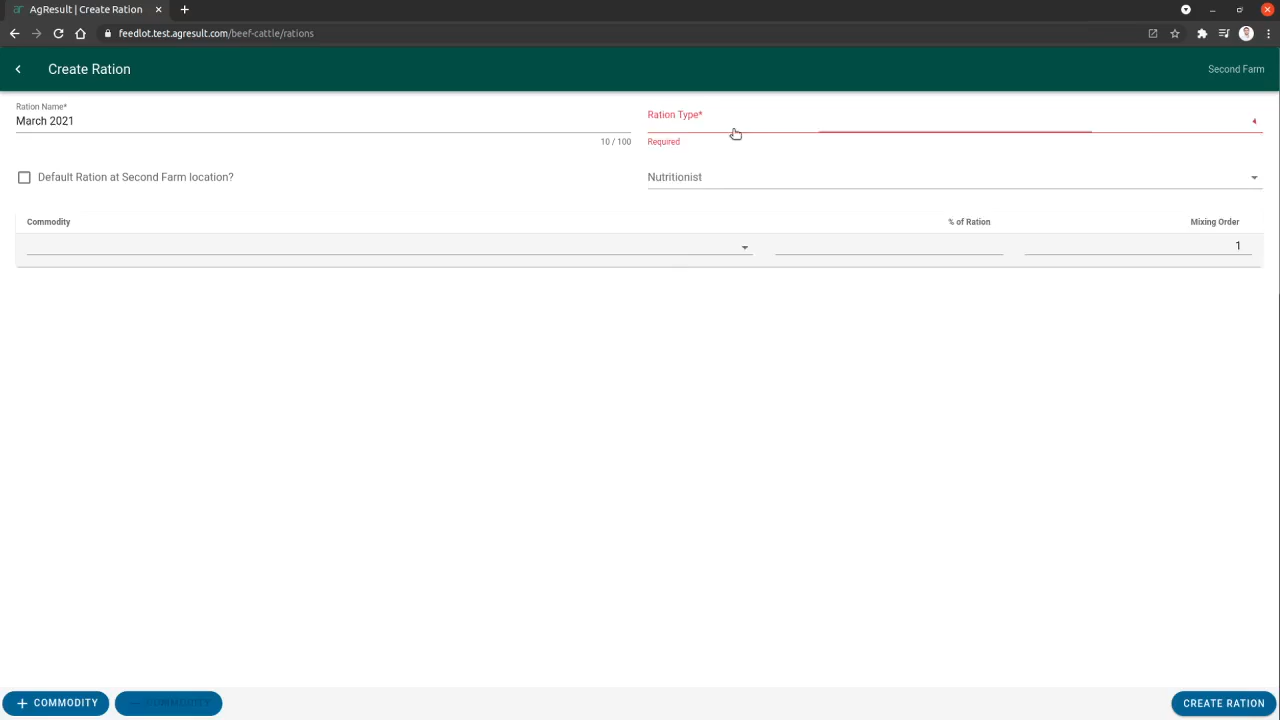 AgResult | Create Ration
feedlot.test.agresult.com/beef-cattle/rations
Create Ration
Second Farm
Ration Name*
March 2021
10 / 100
Ration Type*
Required
Default Ration at Second Farm location?
Nutritionist
Commodity
% of Ration
Mixing Order
1
+ COMMODITY
− COMMODITY
CREATE RATION